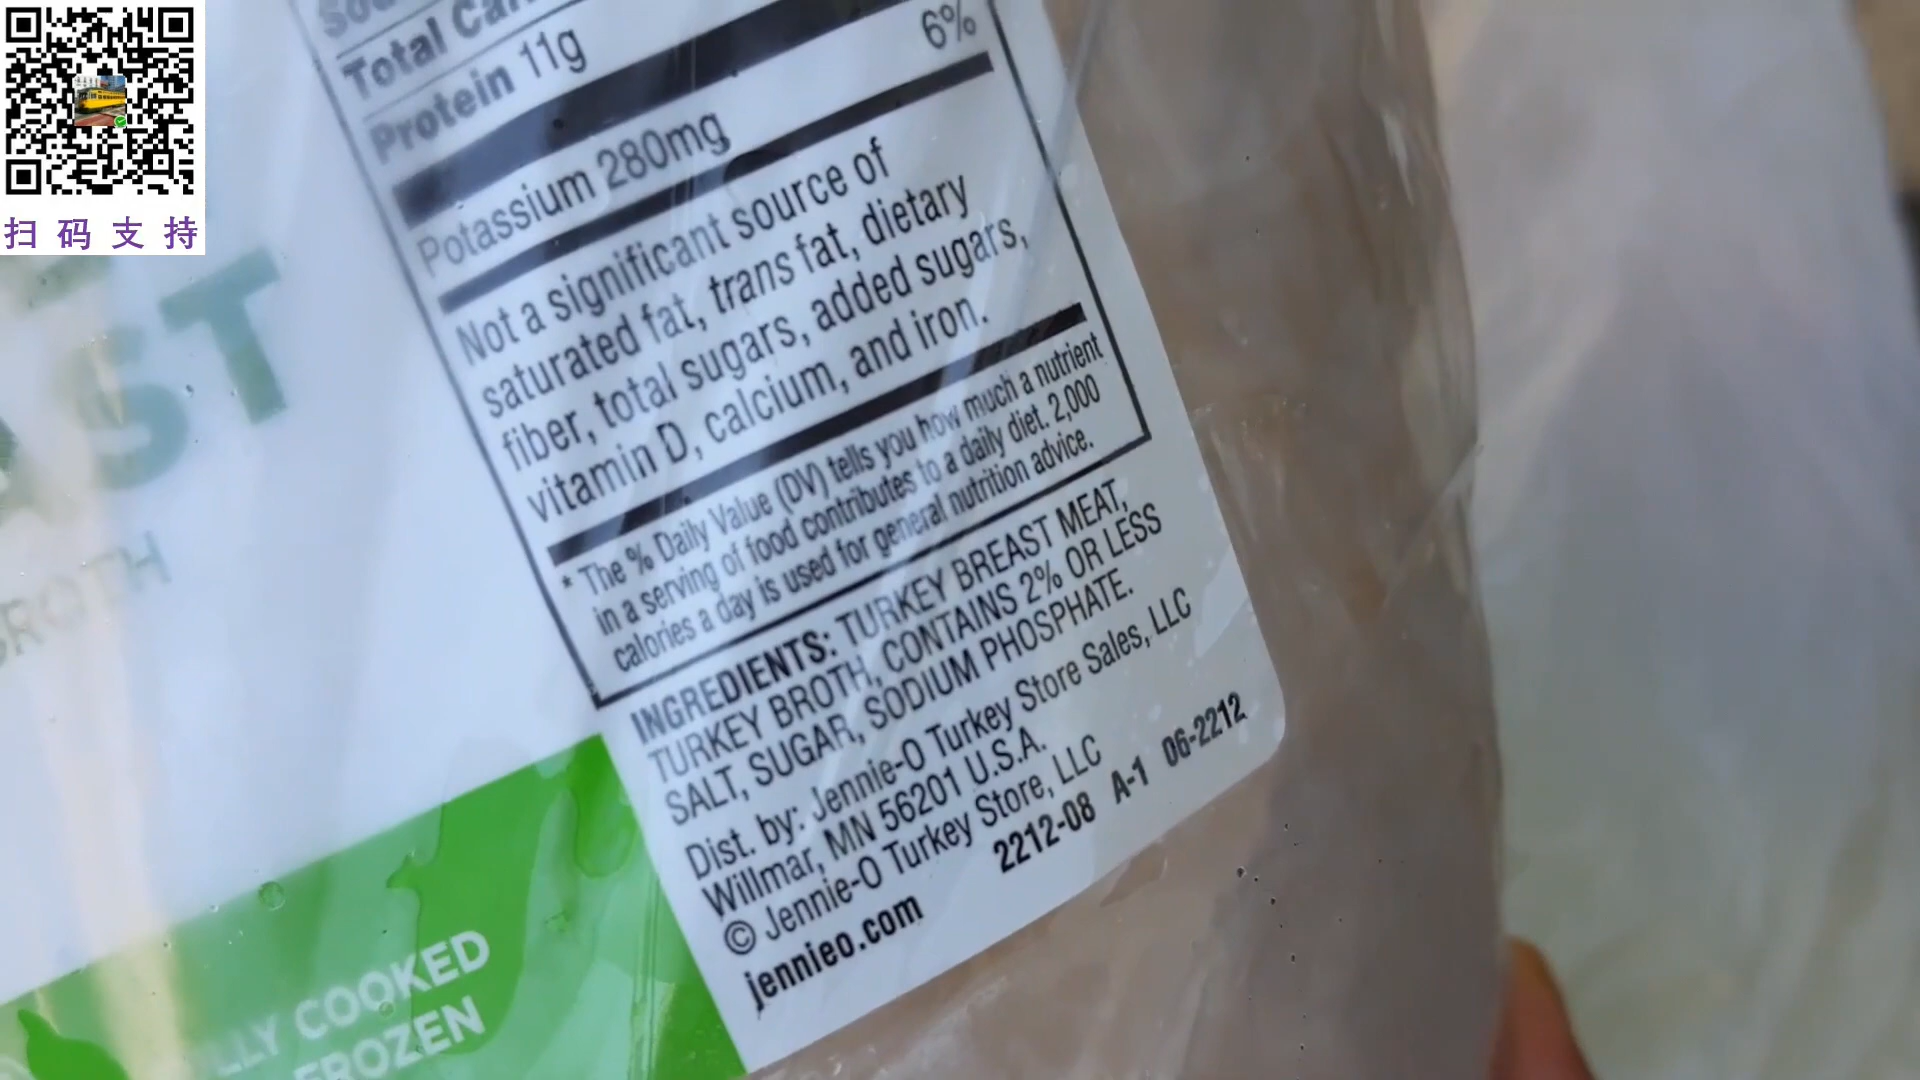 扫码支持
Total
Protein 11g
6%
Potassium 280mg
Not a significant source of
saturated fat, trans fat, dietary
fiber, total sugars, added sugars,
vitamin D, calcium, and iron.
* The % Daily Value (DV) tells you how much a nutrient
in a serving of food contributes to a daily diet. 2,000
calories a day is used for general nutrition advice.
INGREDIENTS: TURKEY BREAST MEAT,
TURKEY BROTH, CONTAINS 2% OR LESS
SALT, SUGAR, SODIUM PHOSPHATE.
Dist. by: Jennie-O Turkey Store Sales, LLC
Willmar, MN 56201 U.S.A.
© Jennie-O Turkey Store, LLC
jennieo.com
2212-08 A-1 06-2212
COOKED
FROZEN